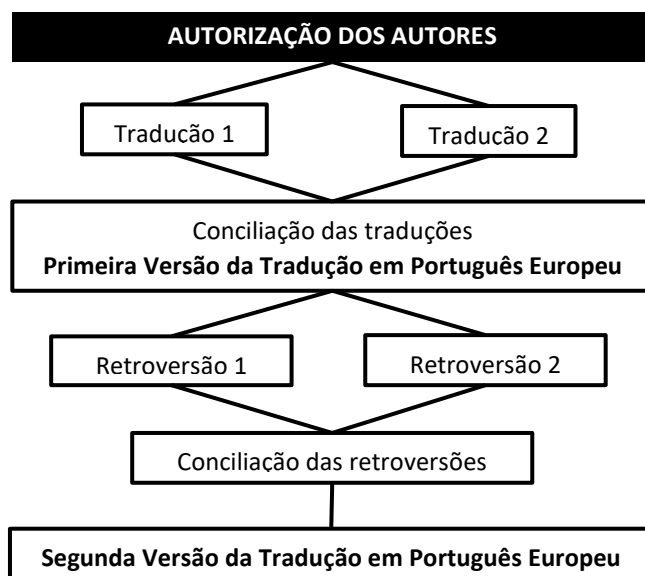 AUTORIZAÇÃO DOS AUTORES
Tradução 1
Tradução 2
Conciliação das traduções
Primeira Versão da Tradução em Português Europeu
Retroversão 1
Retroversão 2
Conciliação das retroversões
Segunda Versão da Tradução em Português Europeu